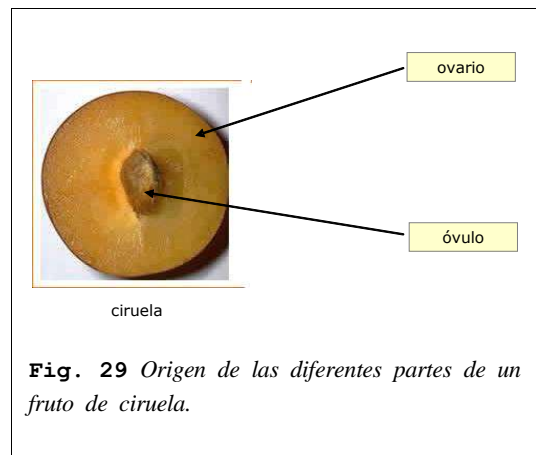 ovario
óvulo
ciruela
Fig. 29 Origen de las diferentes partes de un
fruto de ciruela.